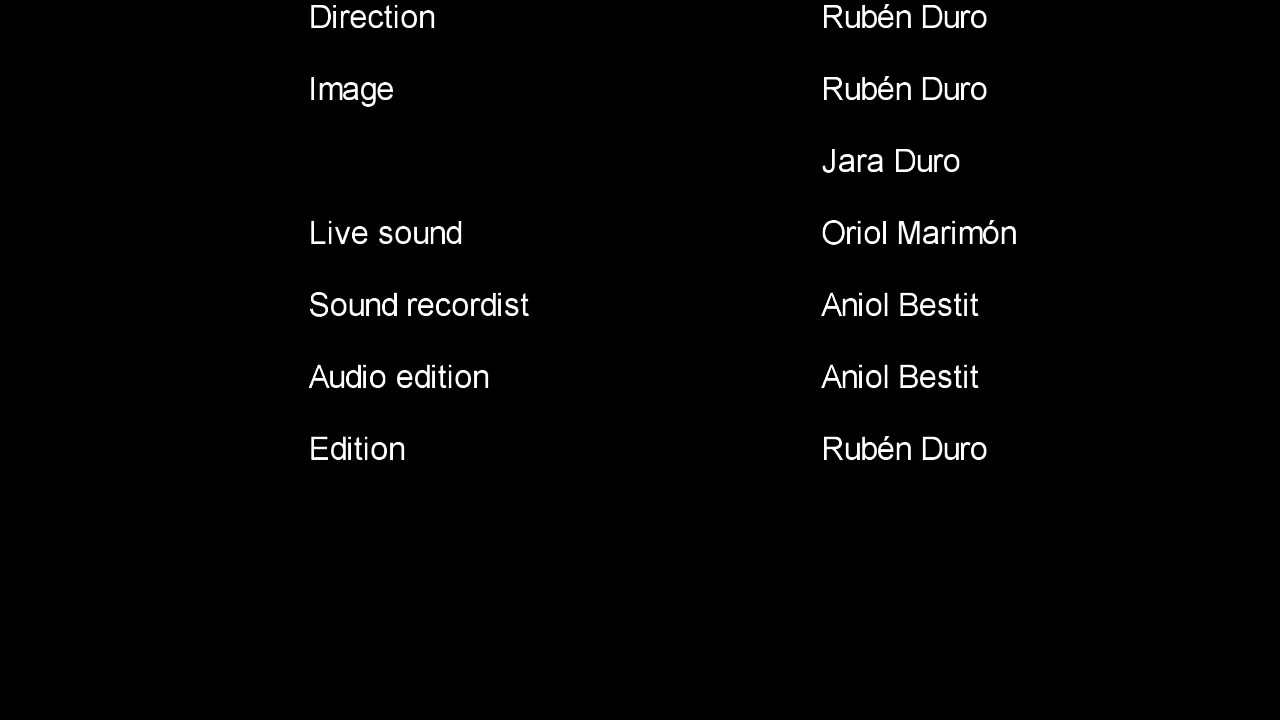 Direction Rubén Duro
Image Rubén Duro
Jara Duro
Live sound Oriol Marimón
Sound recordist Aniol Bestit
Audio edition Aniol Bestit
Edition Rubén Duro